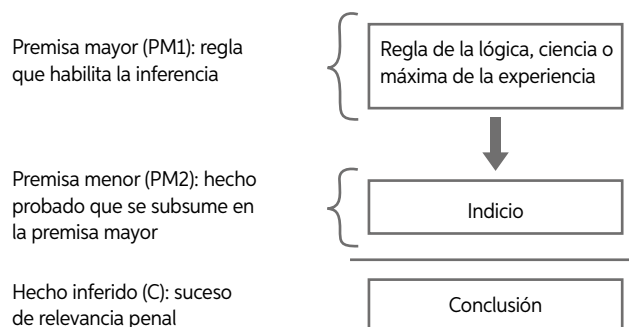 Premisa mayor (PM1): regla
que habilita la inferencia
Regla de la lógica, ciencia o
máxima de la experiencia
Premisa menor (PM2): hecho
probado que se subsume en
la premisa mayor
Indicio
Hecho inferido (C): suceso
de relevancia penal
Conclusión